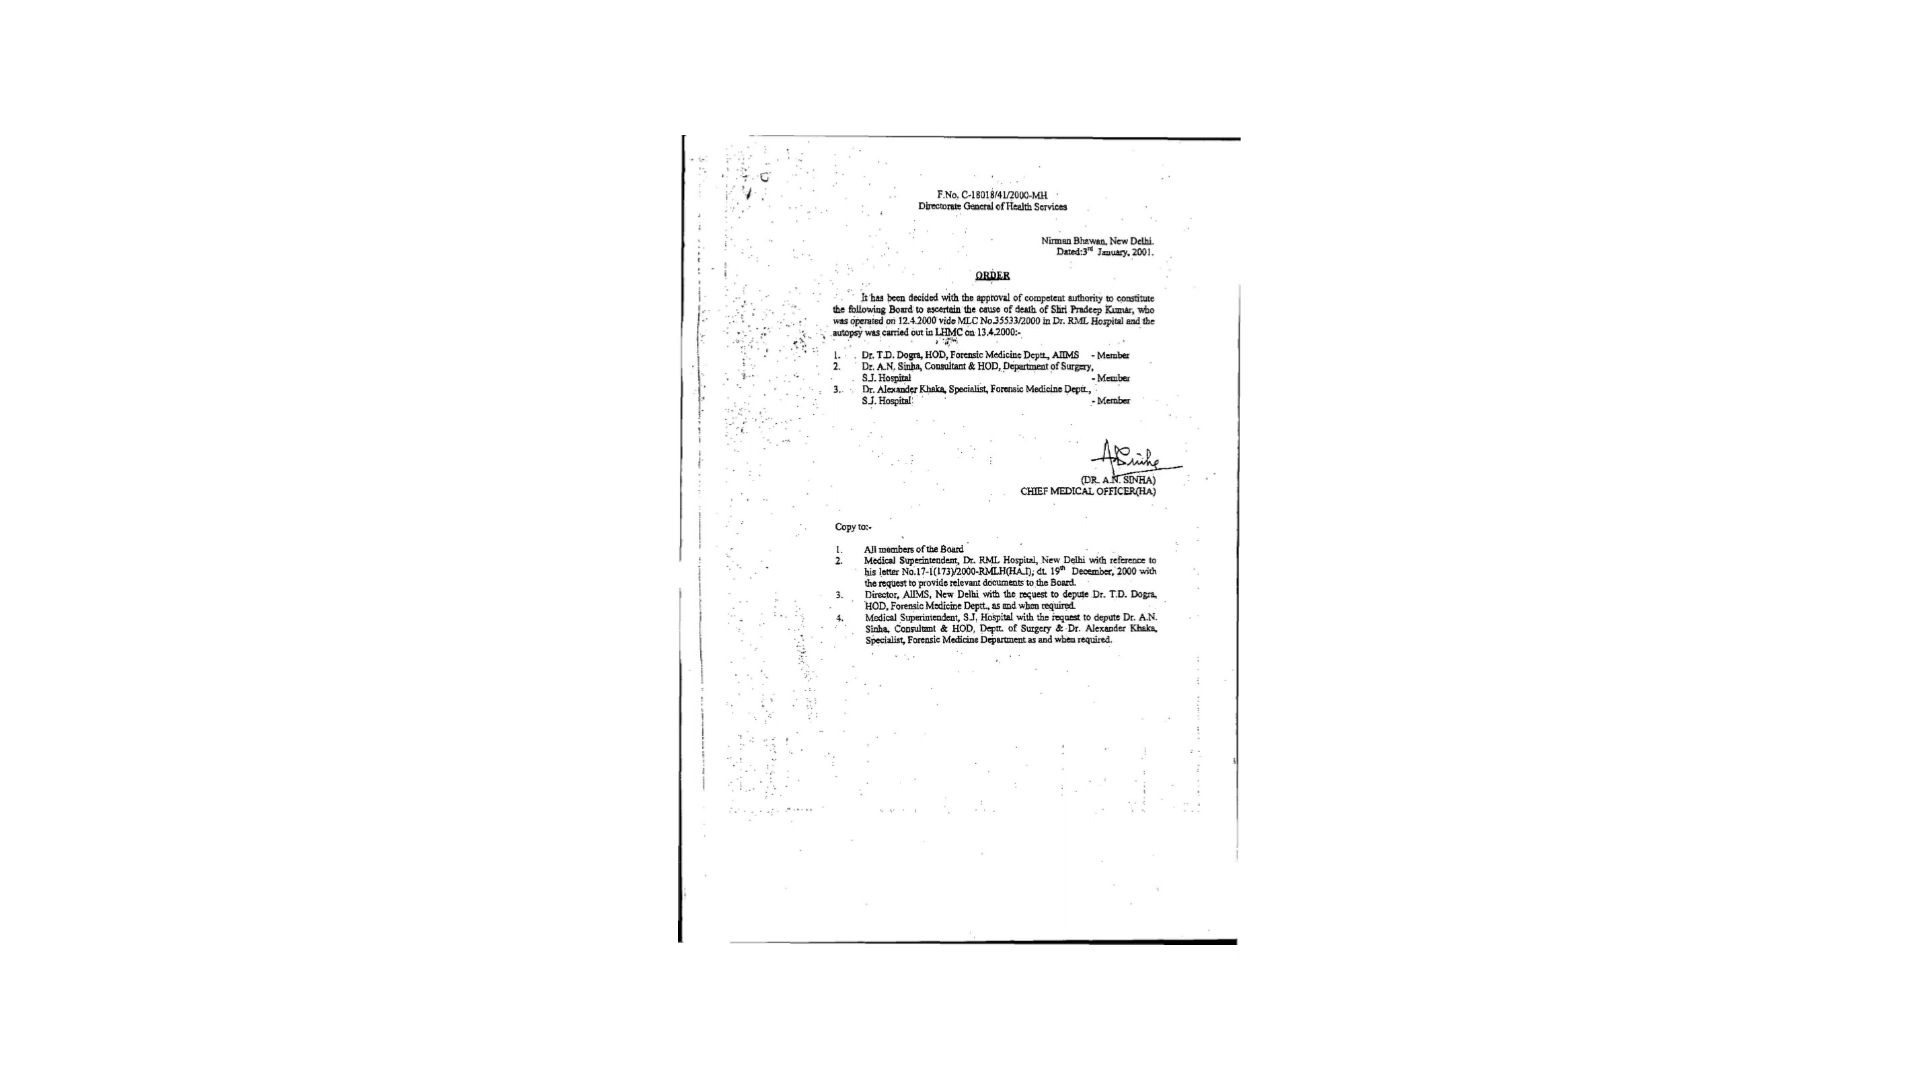 F.No. C-18018/41/2000-MH
Directorate General of Health Services
Nirman Bhawan, New Delhi.
Dated:3rd January, 2001.
ORDER
It has been decided with the approval of competent authority to constitute
the following Board to ascertain the cause of death of Shri Pradeep Kumar, who
was operated on 12.4.2000 vide MLC No.35533/2000 in Dr. RML Hospital and the
autopsy was carried out in LHMC on 13.4.2000:-
1. Dr. T.D. Dogra, HOD, Forensic Medicine Deptt., AIIMS - Member
2. Dr. A.N. Sinha, Consultant & HOD, Department of Surgery,
S.J. Hospital - Member
3. Dr. Alexander Khaka, Specialist, Forensic Medicine Deptt.,
S.J. Hospital - Member
ANSinha
(DR. A.N. SINHA)
CHIEF MEDICAL OFFICER(HA)
Copy to:-
1. All members of the Board
2. Medical Superintendent, Dr. RML Hospital, New Delhi with reference to
his letter No.17-1(173)/2000-RMLH(HA.I); dt. 19th December, 2000 with
the request to provide relevant documents to the Board.
3. Director, AIIMS, New Delhi with the request to depute Dr. T.D. Dogra,
HOD, Forensic Medicine Deptt., as and when required.
4. Medical Superintendent, S.J. Hospital with the request to depute Dr. A.N.
Sinha, Consultant & HOD, Deptt. of Surgery & Dr. Alexander Khaka,
Specialist, Forensic Medicine Department as and when required.